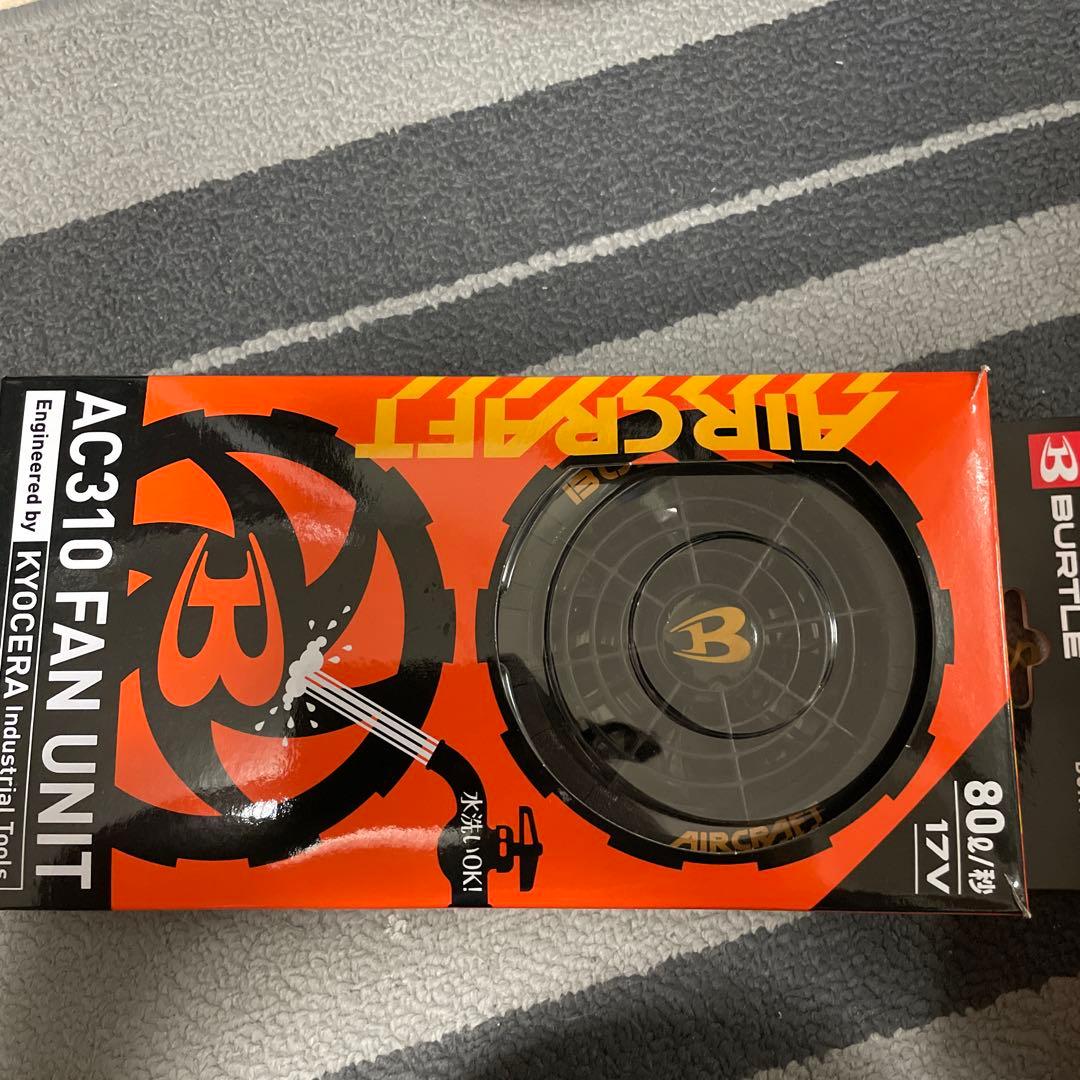 AIRCRAFT
AC310 FAN UNIT
Engineered by KYOCERA Industrial Tools
B
B
AIRCRAFT
水洗いOK!
80ℓ/秒
17V
B BURTLE